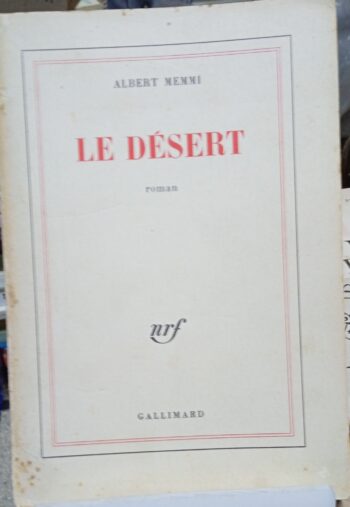 ALBERT MEMMI
LE DÉSERT
roman
nrf
GALLIMARD